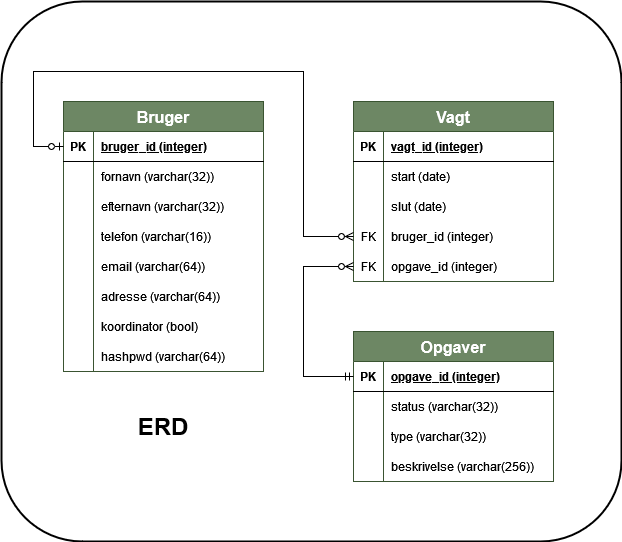 Bruger
PK bruger_id (integer)
fornavn (varchar(32))
efternavn (varchar(32))
telefon (varchar(16))
email (varchar(64))
adresse (varchar(64))
koordinator (bool)
hashpwd (varchar(64))
Vagt
PK vagt_id (integer)
start (date)
slut (date)
FK bruger_id (integer)
FK opgave_id (integer)
Opgaver
PK opgave_id (integer)
status (varchar(32))
type (varchar(32))
beskrivelse (varchar(256))
ERD